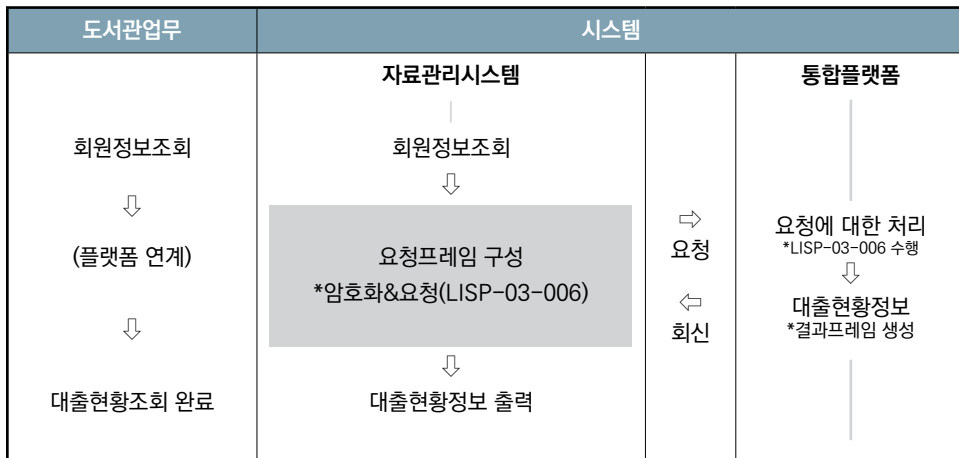 도서관업무
시스템
자료관리시스템
통합플랫폼
회원정보조회
회원정보조회
⇩
⇩
(플랫폼 연계)
요청프레임 구성
*암호화&요청(LISP-03-006)
⇨
요청
⇦
회신
요청에 대한 처리
*LISP-03-006 수행
⇩
대출현황정보
*결과프레임 생성
⇩
⇩
대출현황조회 완료
대출현황정보 출력